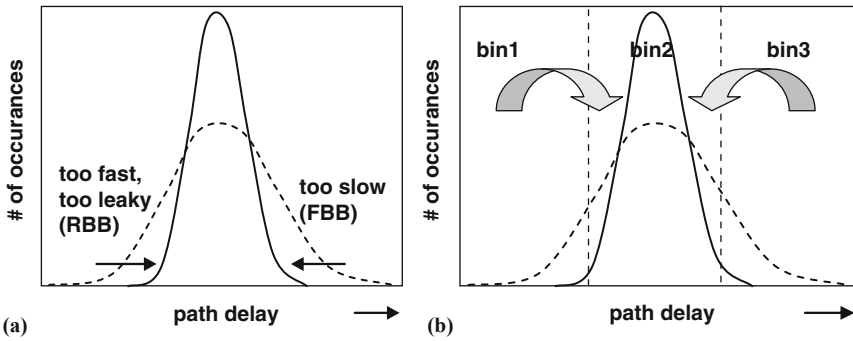 # of occurances
too fast,
too leaky
(RBB)
too slow
(FBB)
path delay
(a)
# of occurances
bin1
bin2
bin3
path delay
(b)